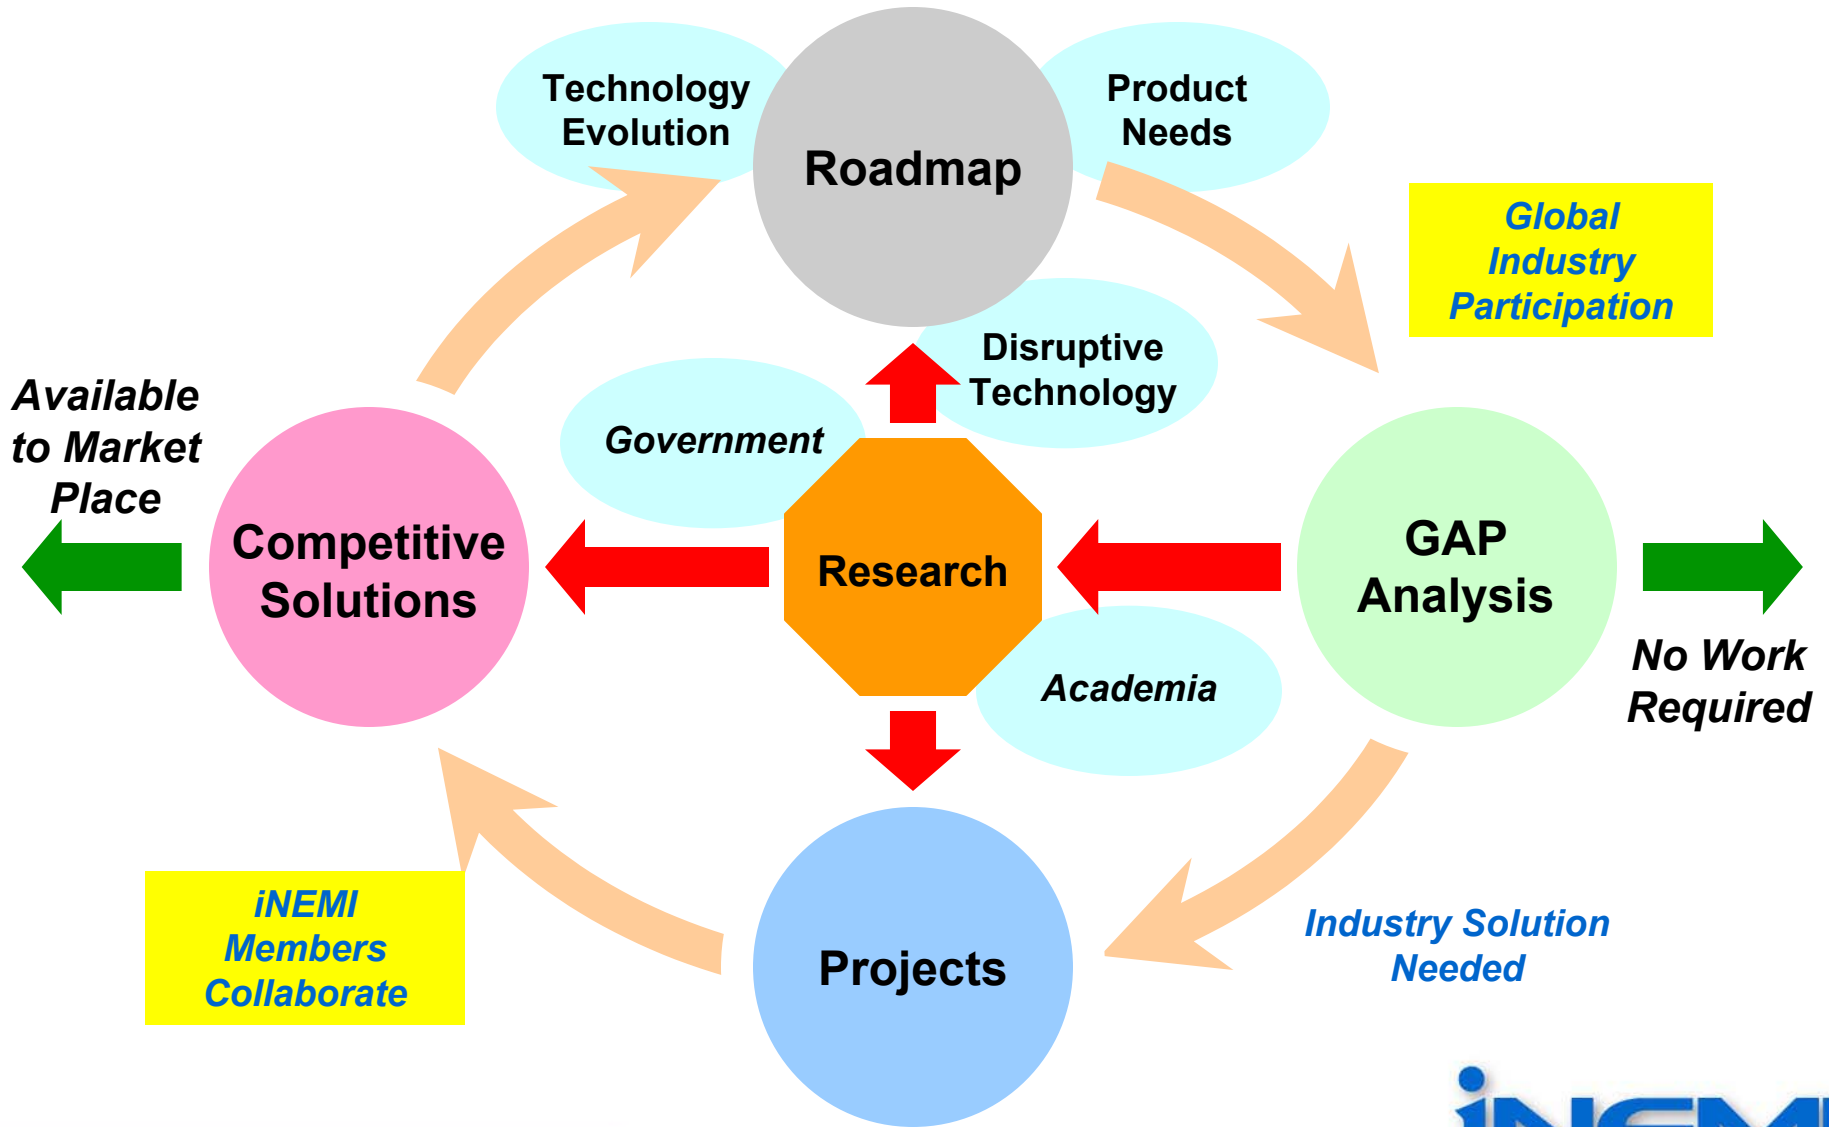 Technology
Evolution
Product
Needs
Roadmap
Global
Industry
Participation
Disruptive
Technology
Available
to Market
Place
Government
Competitive
Solutions
Research
GAP
Analysis
No Work
Required
Academia
iNEMI
Members
Collaborate
Projects
Industry Solution
Needed
iNEMI